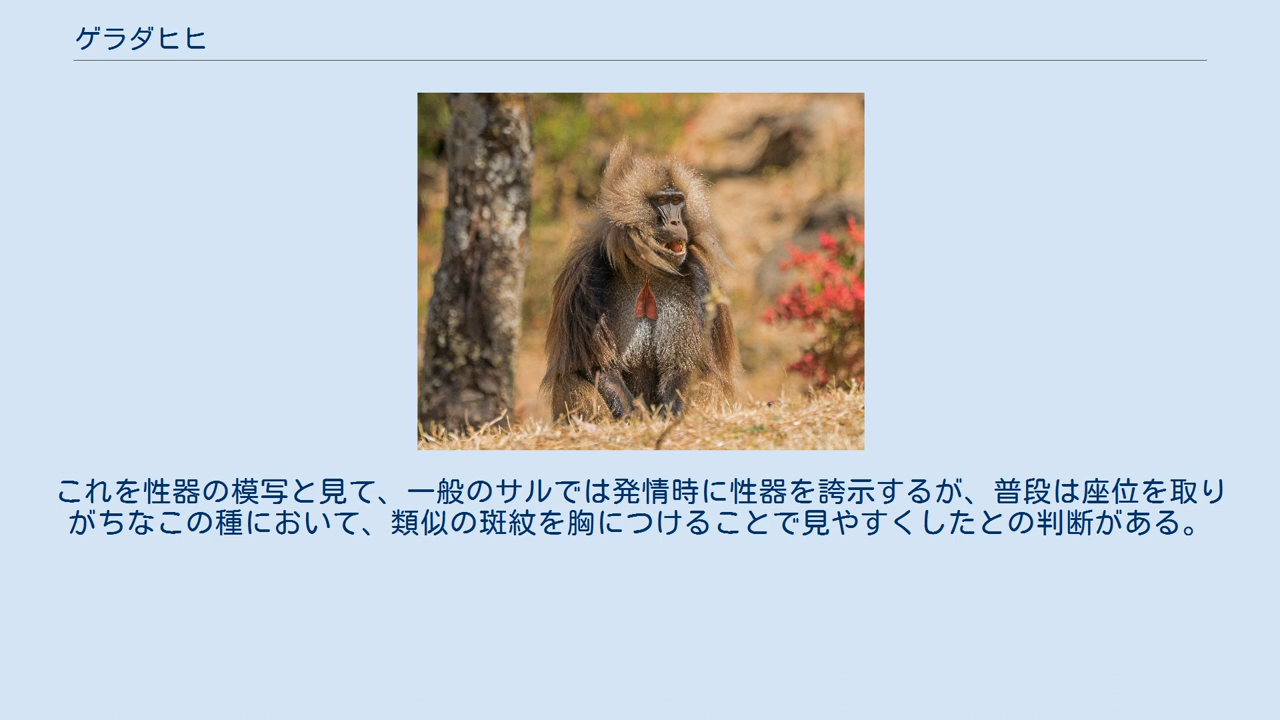 ゲラダヒヒ
これを性器の模写と見て、一般のサルでは発情時に性器を誇示するが、普段は座位を取り
がちなこの種において、類似の斑紋を胸につけることで見やすくしたとの判断がある。